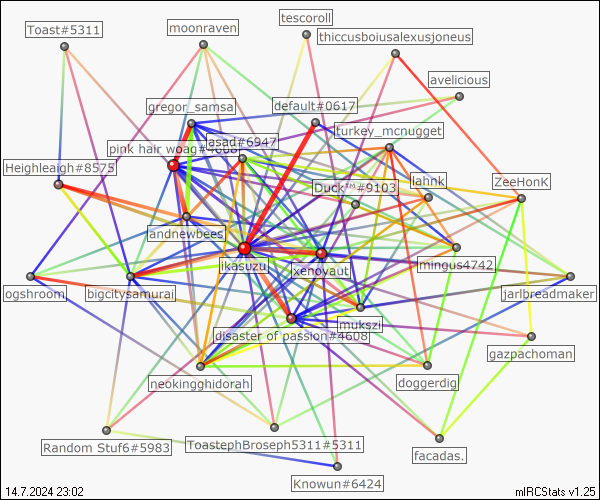 tescoroll
Toast#5311
moonraven
thiccusboiusalexusjoneus
avelicious
gregor_samsa
default#0617
turkey_mcnugget
pink hair woag#4608
asad#6947
Heighleaigh#8575
Duck™#9103
lahnk
ZeeHonK
andnewbees
ikasuzu
xenoyaut
mingus4742
ogshroom
bigcitysamurai
jarlbreadmaker
mukszi
disaster of passion#4608
gazpachoman
neokingghidorah
doggerdig
Random Stuf6#5983
ToastephBroseph5311#5311
facadas.
Knowun#6424
14.7.2024 23:02
mIRCStats v1.25